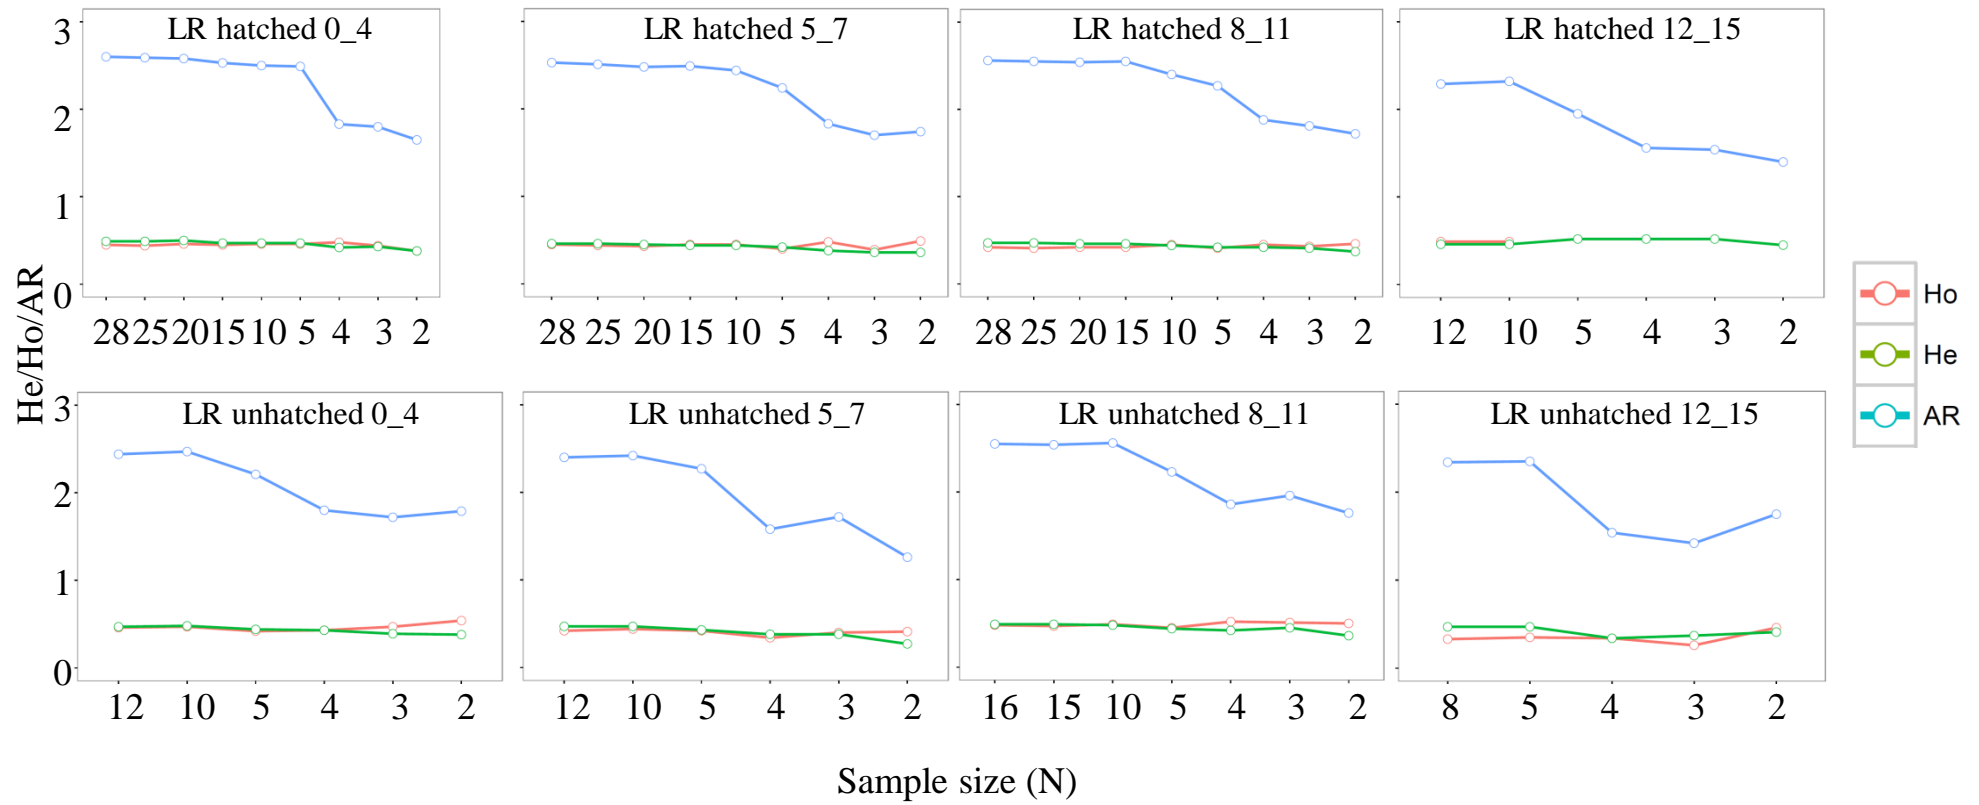 LR hatched 0_4
LR hatched 5_7
LR hatched 8_11
LR hatched 12_15
3
2
1
0
28 25 20 15 10 5 4 3 2
28 25 20 15 10 5 4 3 2
28 25 20 15 10 5 4 3 2
12 10 5 4 3 2
He/Ho/AR
Ho
He
AR
LR unhatched 0_4
LR unhatched 5_7
LR unhatched 8_11
LR unhatched 12_15
3
2
1
0
12 10 5 4 3 2
12 10 5 4 3 2
16 15 10 5 4 3 2
8 5 4 3 2
Sample size (N)